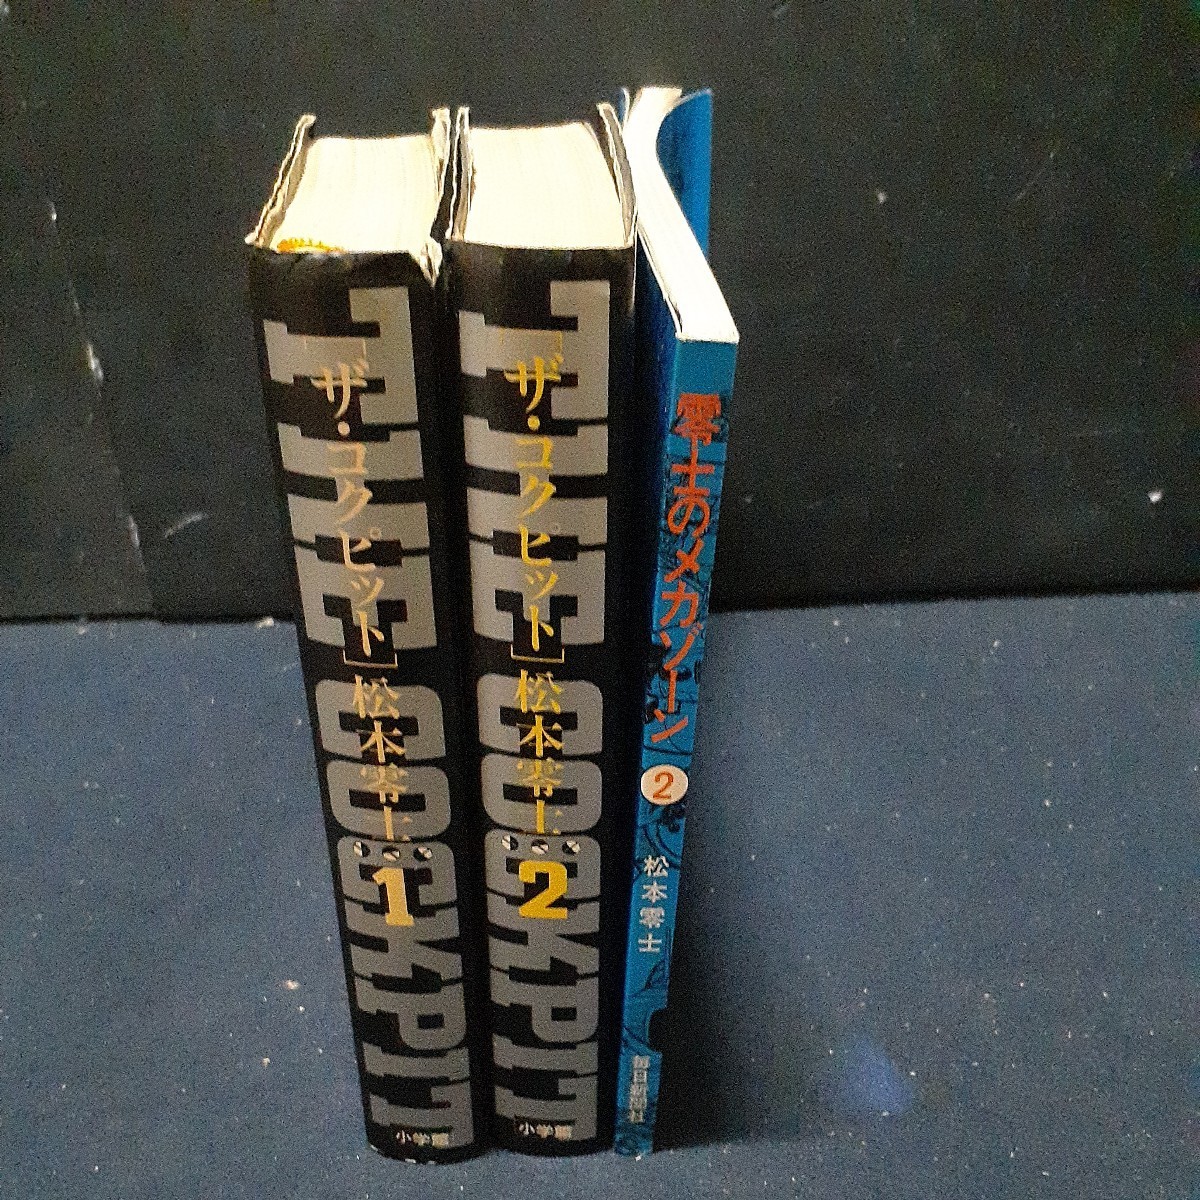 THE COCKPIT
[ザ・コクピット]松本零士
1
小学館
THE COCKPIT
[ザ・コクピット]松本零士
2
小学館
零士のメカゾーン
2
松本零士
毎日新聞社